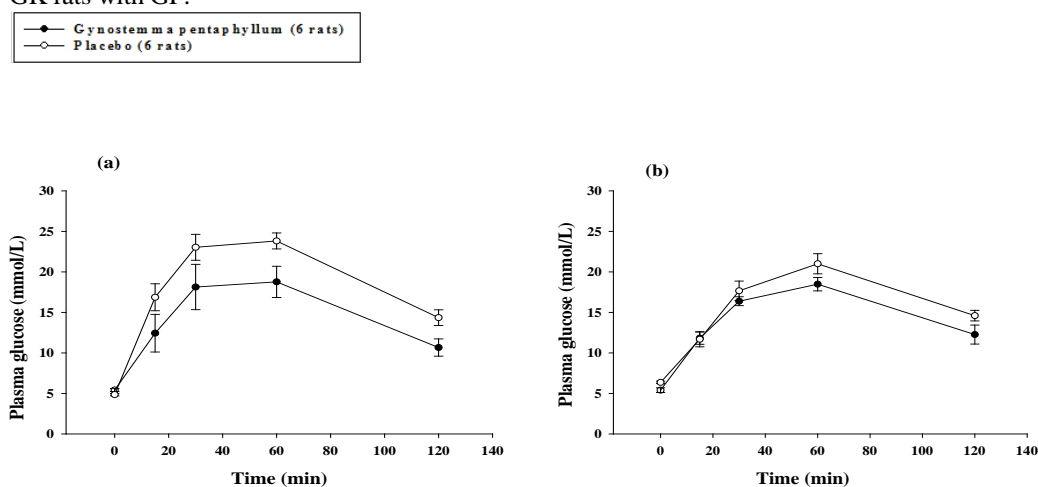 GK rats with GP.
Gynostemma pentaphyllum (6 rats)
Placebo (6 rats)
(a)
30
25
20
15
10
5
0
Plasma glucose (mmol/L)
0 20 40 60 80 100 120 140
Time (min)
(b)
30
25
20
15
10
5
0
Plasma glucose (mmol/L)
0 20 40 60 80 100 120 140
Time (min)